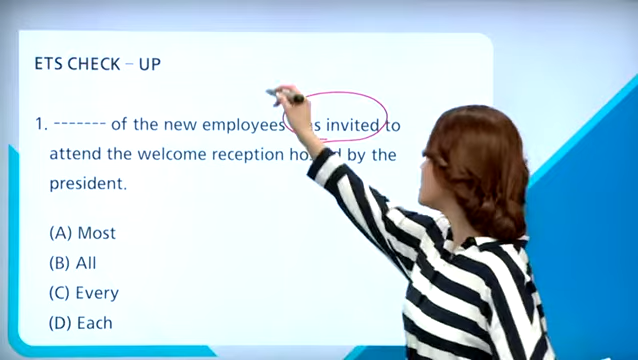 ETS CHECK – UP
1. ------- of the new employees invited to
attend the welcome reception by the
president.
(A) Most
(B) All
(C) Every
(D) Each